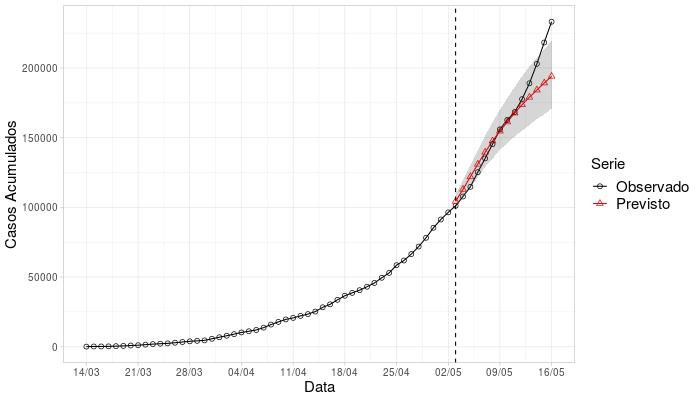 Casos Acumulados
200000
150000
100000
50000
0
14/03 21/03 28/03 04/04 11/04 18/04 25/04 02/05 09/05 16/05
Data
Serie
Observado
Previsto